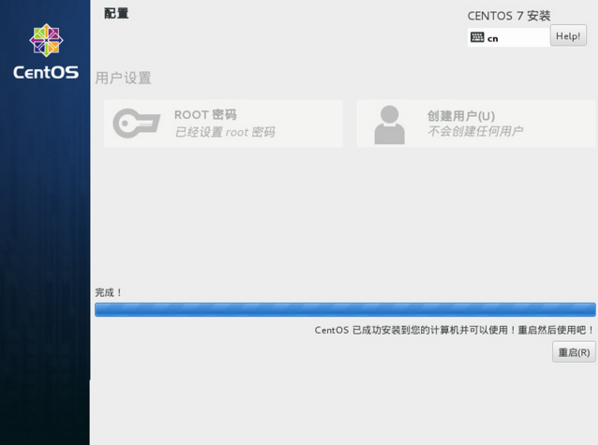 配置
CENTOS 7 安装
cn
Help!
CentOS
用户设置
ROOT 密码
已经设置 root 密码
创建用户(U)
不会创建任何用户
完成！
CentOS 已成功安装到您的计算机并可以使用！重启然后使用吧！
重启(R)